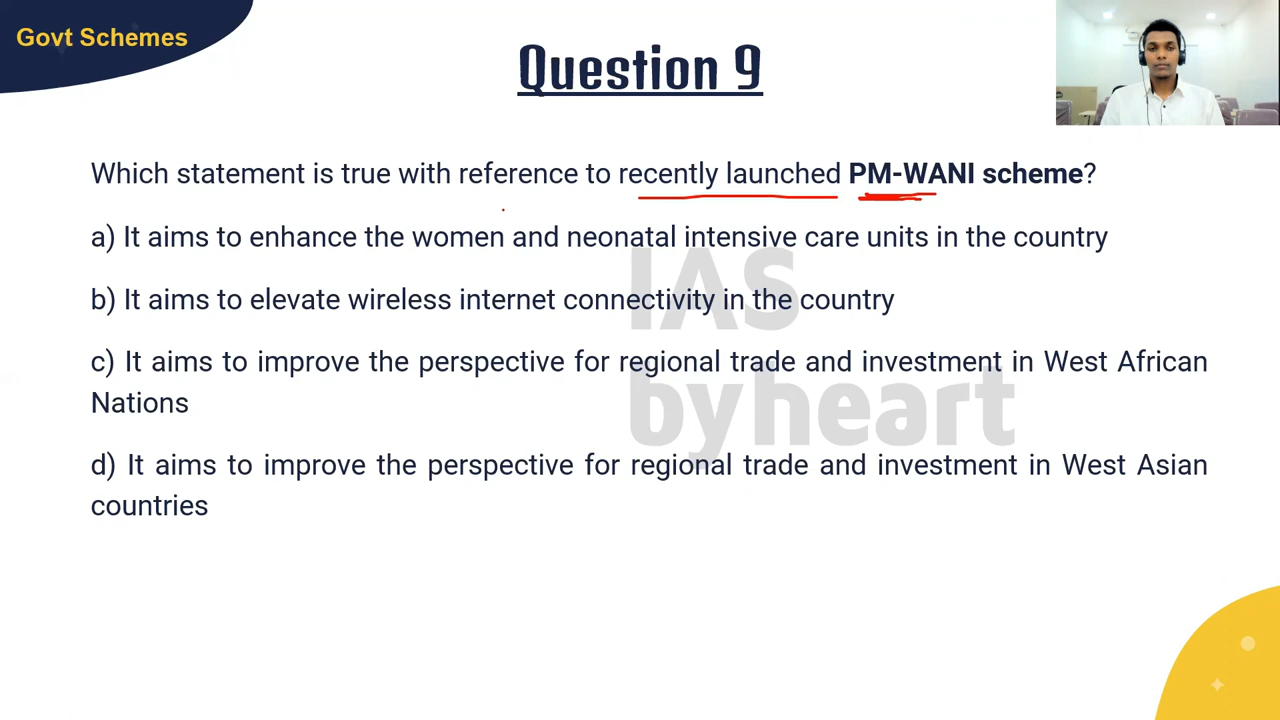 Govt Schemes
Question 9
Which statement is true with reference to recently launched PM-WANI scheme?
a) It aims to enhance the women and neonatal intensive care units in the country
b) It aims to elevate wireless internet connectivity in the country
c) It aims to improve the perspective for regional trade and investment in West African
Nations
d) It aims to improve the perspective for regional trade and investment in West Asian
countries
IAS
byheart